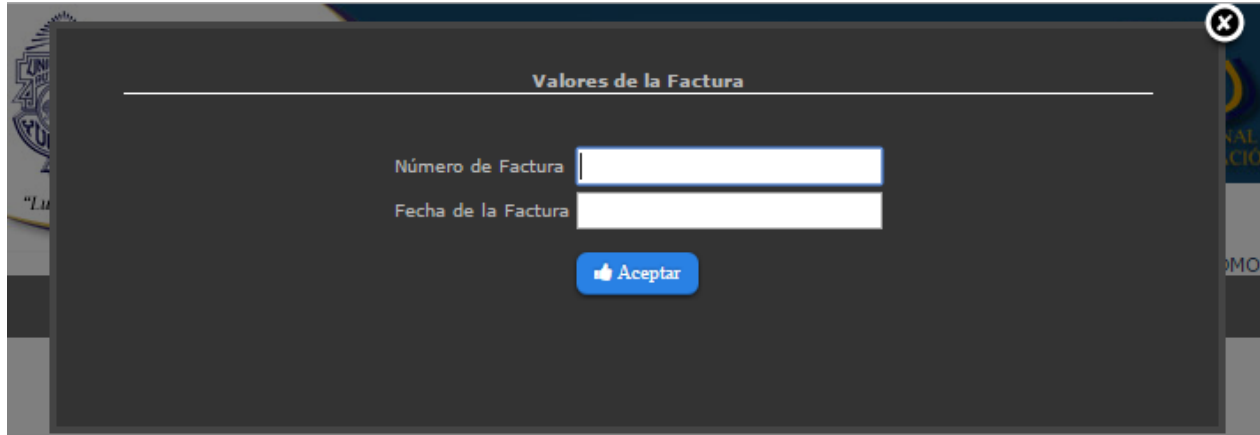 Valores de la Factura
Número de Factura
Fecha de la Factura
Aceptar